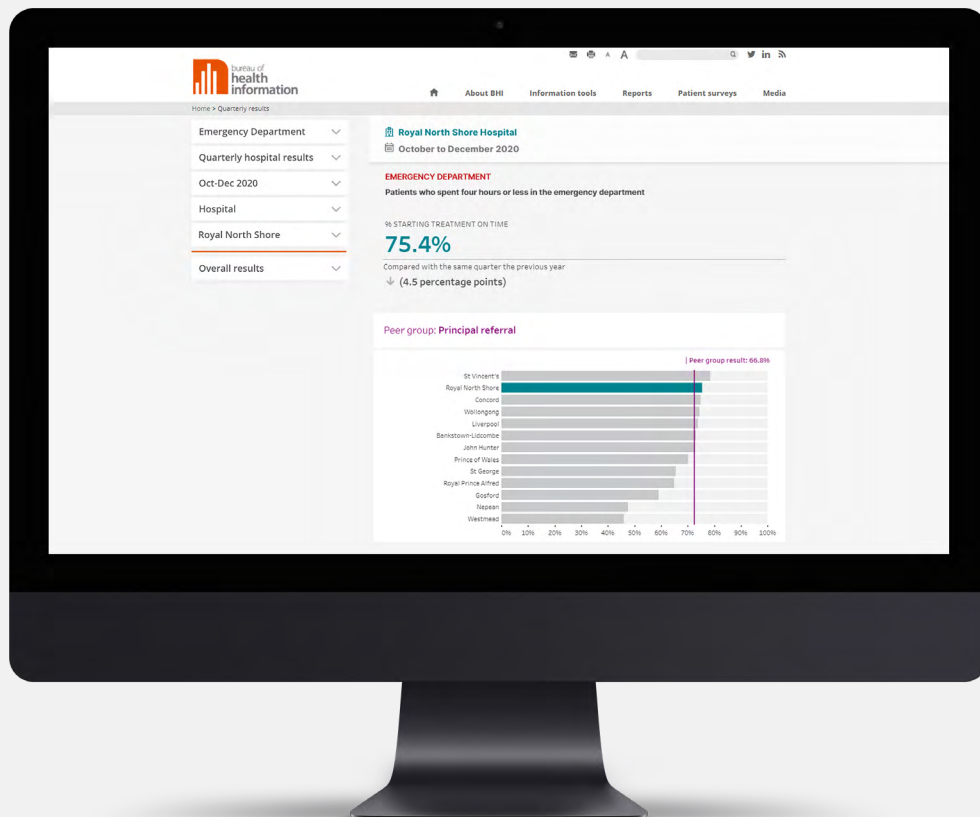 A A
bureau of
health
information
About BHI Information tools Reports Patient surveys Media
Home > Quarterly results
Emergency Department
Quarterly hospital results
Oct-Dec 2020
Hospital
Royal North Shore
Overall results
Royal North Shore Hospital
October to December 2020
EMERGENCY DEPARTMENT
Patients who spent four hours or less in the emergency department
% STARTING TREATMENT ON TIME
75.4%
Compared with the same quarter the previous year
(4.5 percentage points)
Peer group: Principal referral
| Peer group result: 66.8%
St Vincent's
Royal North Shore
Concord
Wollongong
Liverpool
Bankstown-Lidcombe
John Hunter
Prince of Wales
St George
Royal Prince Alfred
Gosford
Nepean
Westmead
0% 10% 20% 30% 40% 50% 60% 70% 80% 90% 100%